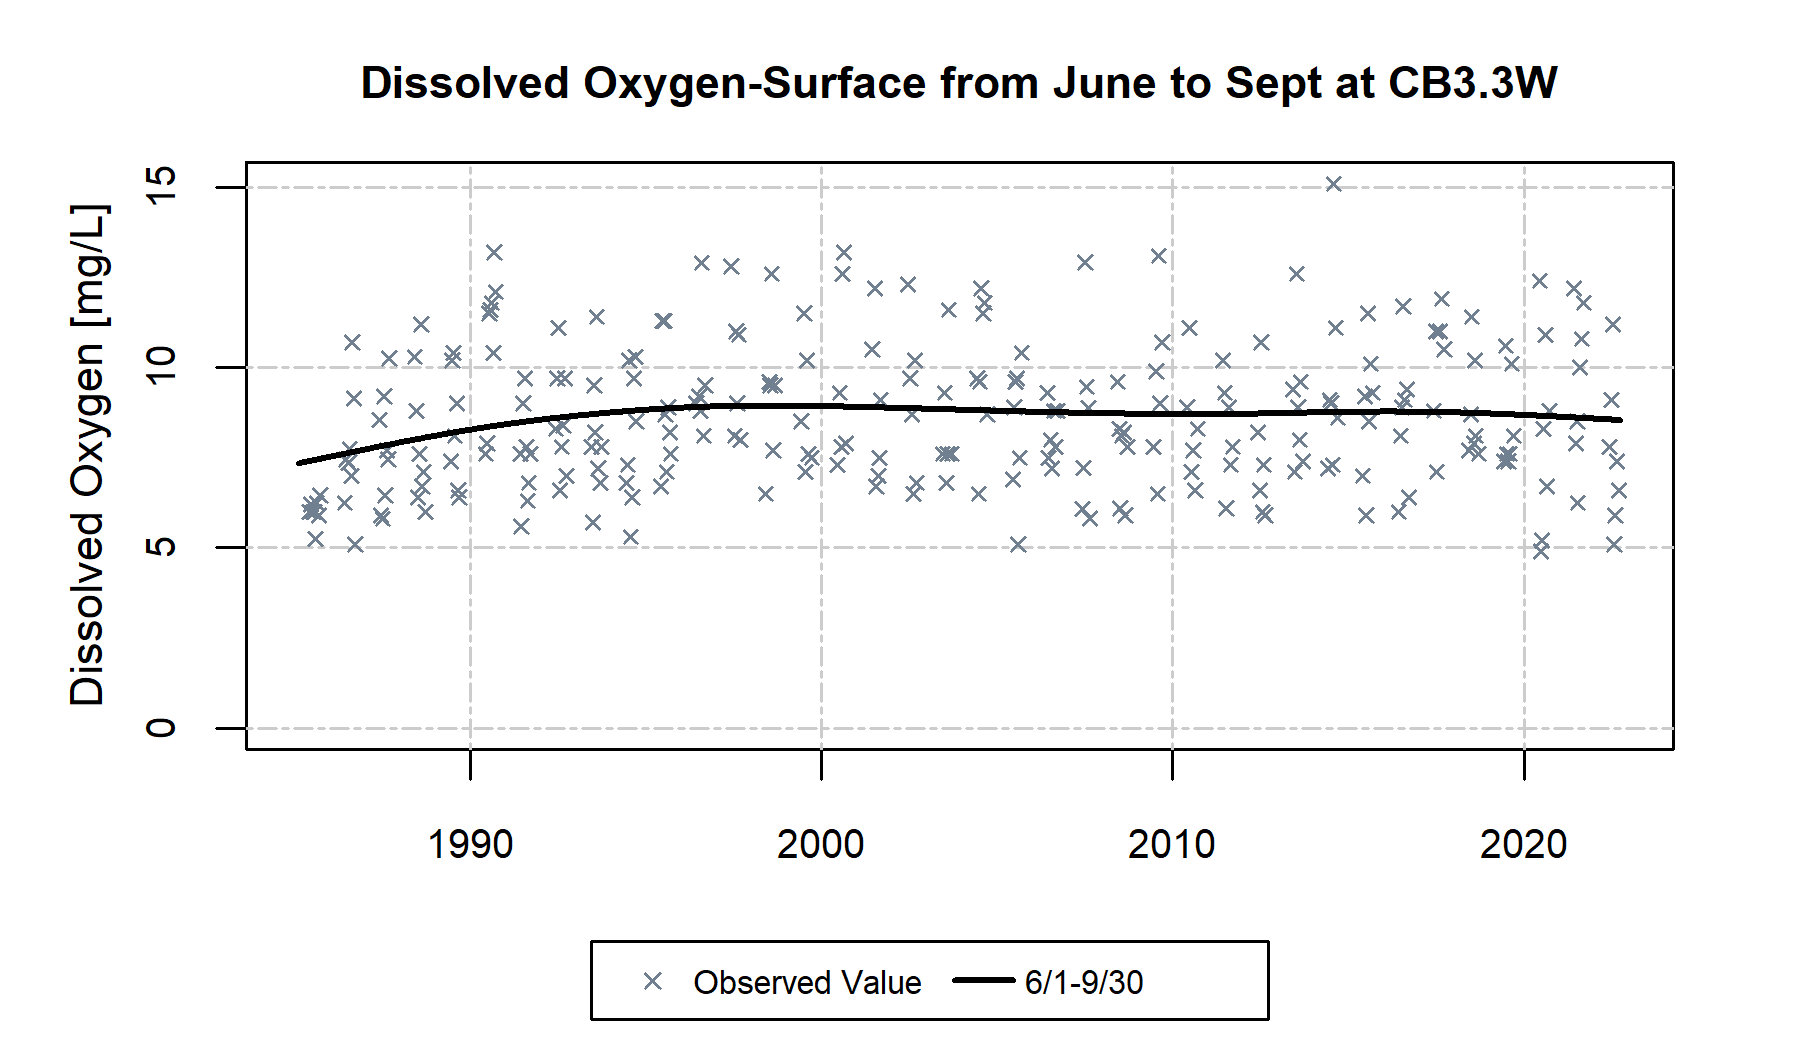 Dissolved Oxygen-Surface from June to Sept at CB3.3W
Dissolved Oxygen [mg/L]
15
10
5
0
1990 2000 2010 2020
Observed Value 6/1-9/30